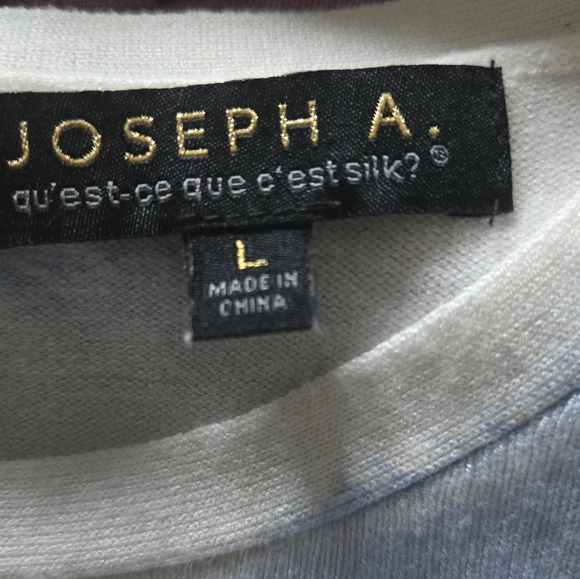 JOSEPH A.
qu'est-ce que c'est silk?®
L
MADE IN
CHINA